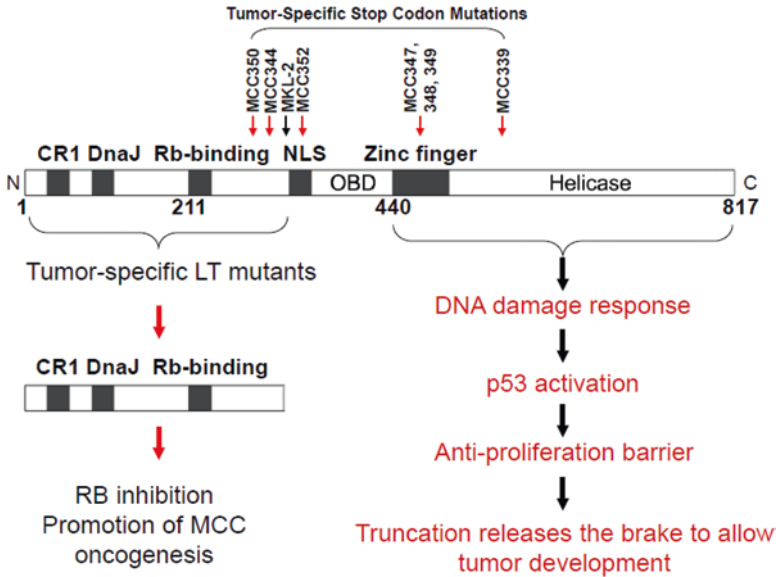 Tumor-Specific Stop Codon Mutations
MCC350
MCC344
MKL-2
MCC352
MCC347,
348, 349
MCC339
CR1 DnaJ Rb-binding NLS Zinc finger
N OBD Helicase C
1 211 440 817
Tumor-specific LT mutants
DNA damage response
CR1 DnaJ Rb-binding
p53 activation
Anti-proliferation barrier
RB inhibition
Promotion of MCC
oncogenesis
Truncation releases the brake to allow
tumor development